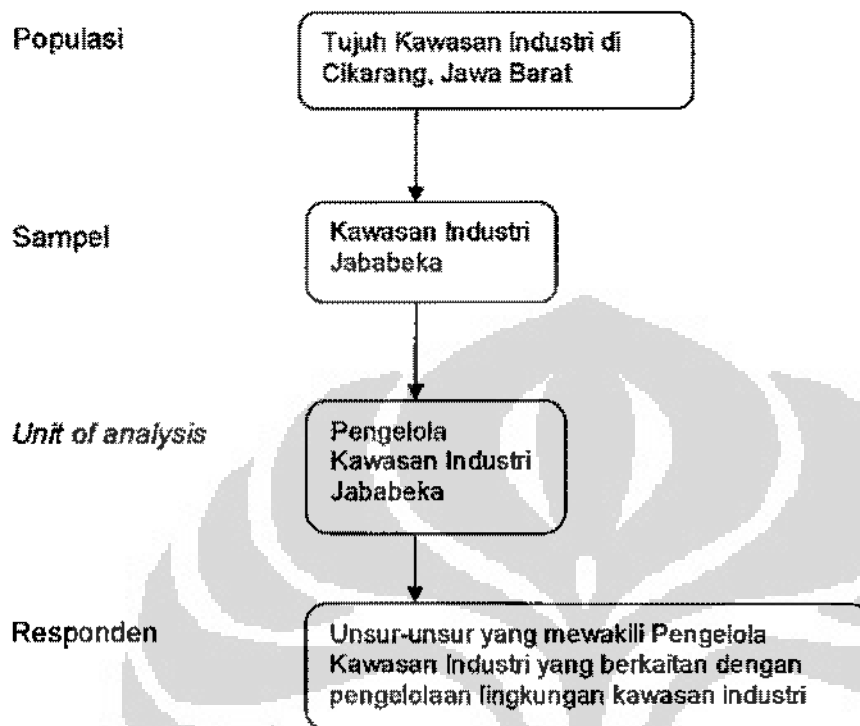 Populasi
Tujuh Kawasan Industri di
Cikarang, Jawa Barat
Sampel
Kawasan Industri
Jababeka
Unit of analysis
Pengelola
Kawasan Industri
Jababeka
Responden
Unsur-unsur yang mewakili Pengelola
Kawasan Industri yang berkaitan dengan
pengelolaan lingkungan kawasan industri